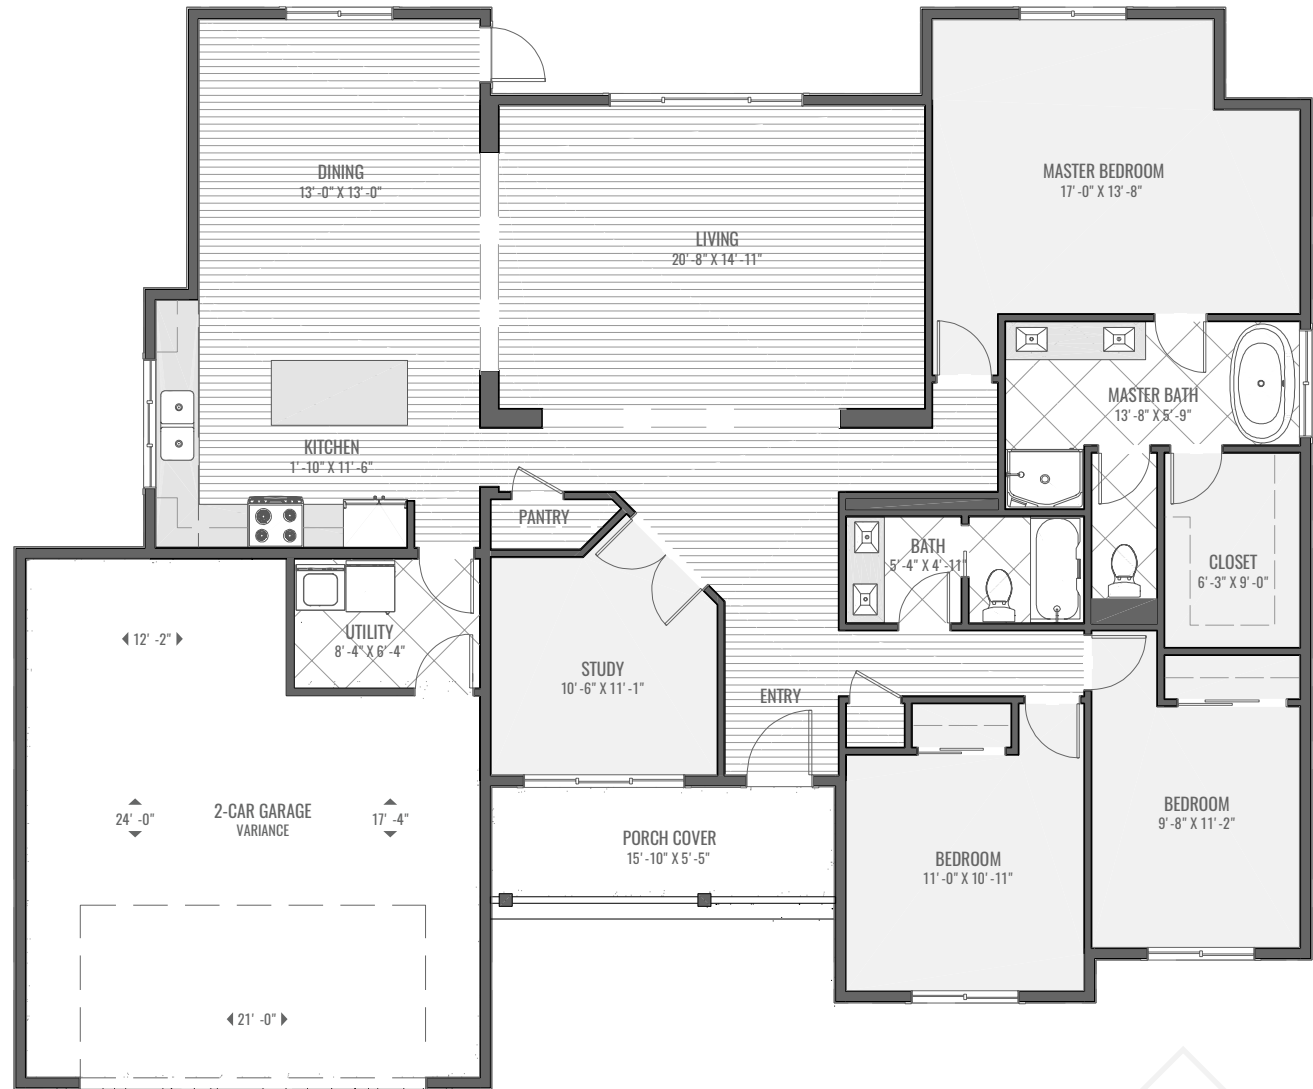 DINING
13'-0" X 13'-0"
MASTER BEDROOM
17'-0" X 13'-8"
LIVING
20'-8" X 14'-11"
MASTER BATH
13'-8" X 5'-9"
KITCHEN
1'-10" X 11'-6"
PANTRY
BATH
5'-4" X 4'-11"
CLOSET
6'-3" X 9'-0"
12'-2"
UTILITY
8'-4" X 6'-4"
STUDY
10'-6" X 11'-1"
ENTRY
24'-0"
2-CAR GARAGE
VARIANCE
17'-4"
PORCH COVER
15'-10" X 5'-5"
BEDROOM
9'-8" X 11'-2"
BEDROOM
11'-0" X 10'-11"
21'-0"